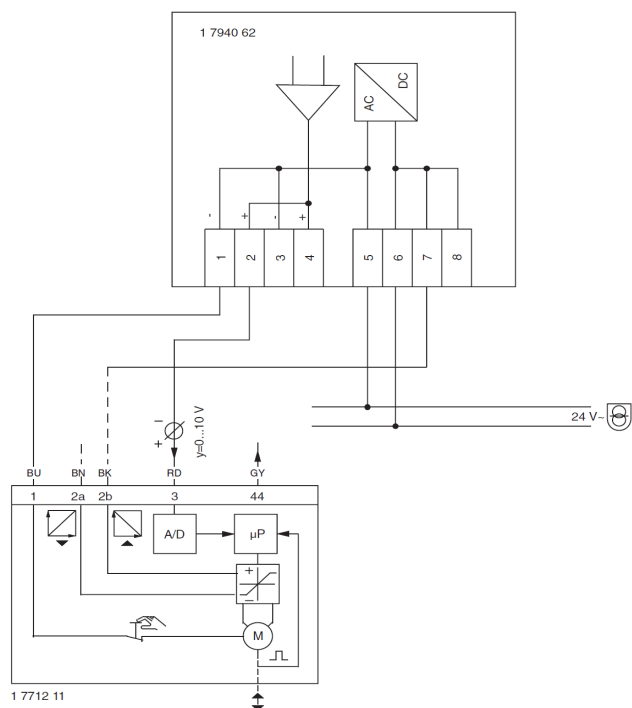 1 7940 62
AC
DC
- + - +
1 2 3 4 5 6 7 8
24 V~
+ -
y=0...10 V
BU BN BK RD GY
1 2a 2b 3 44
A/D
µP
+
-
M
1 7712 11